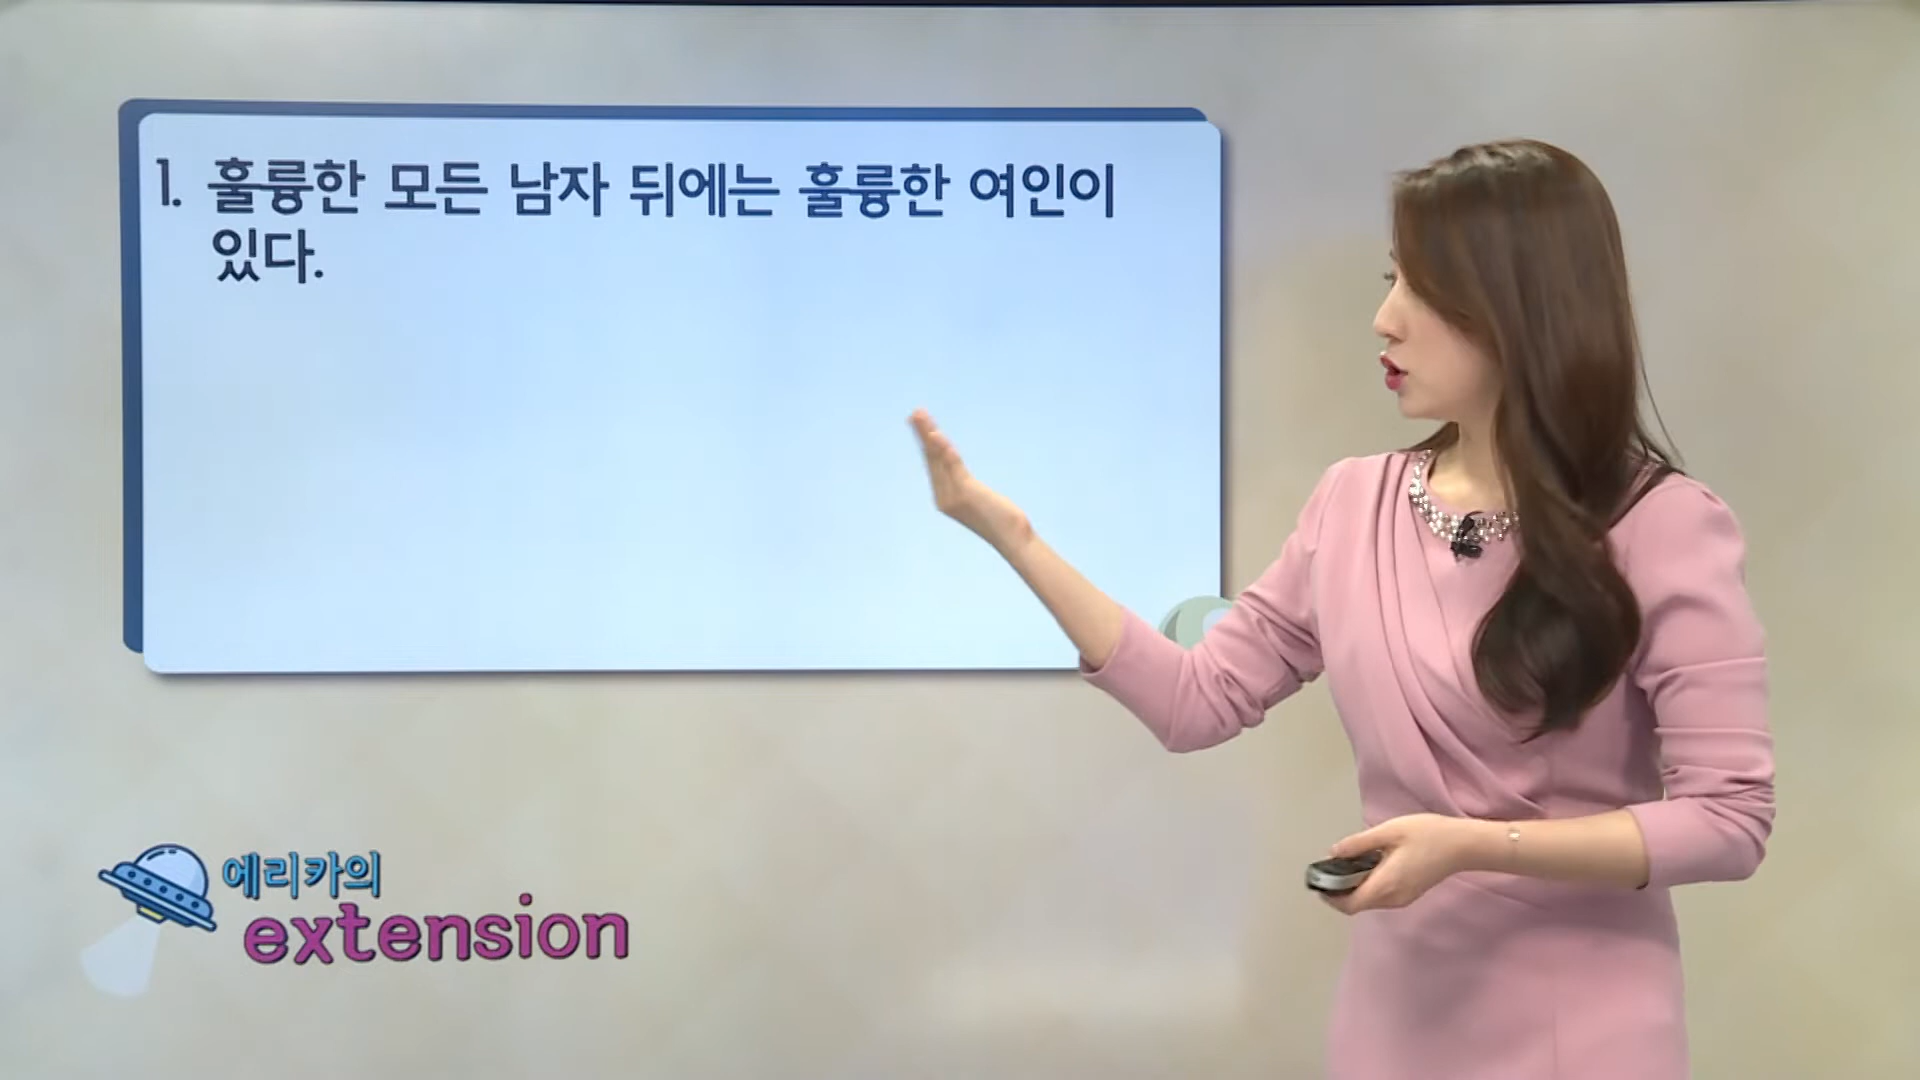 1. 훌륭한 모든 남자 뒤에는 훌륭한 여인이
있다.
에리카의
extension